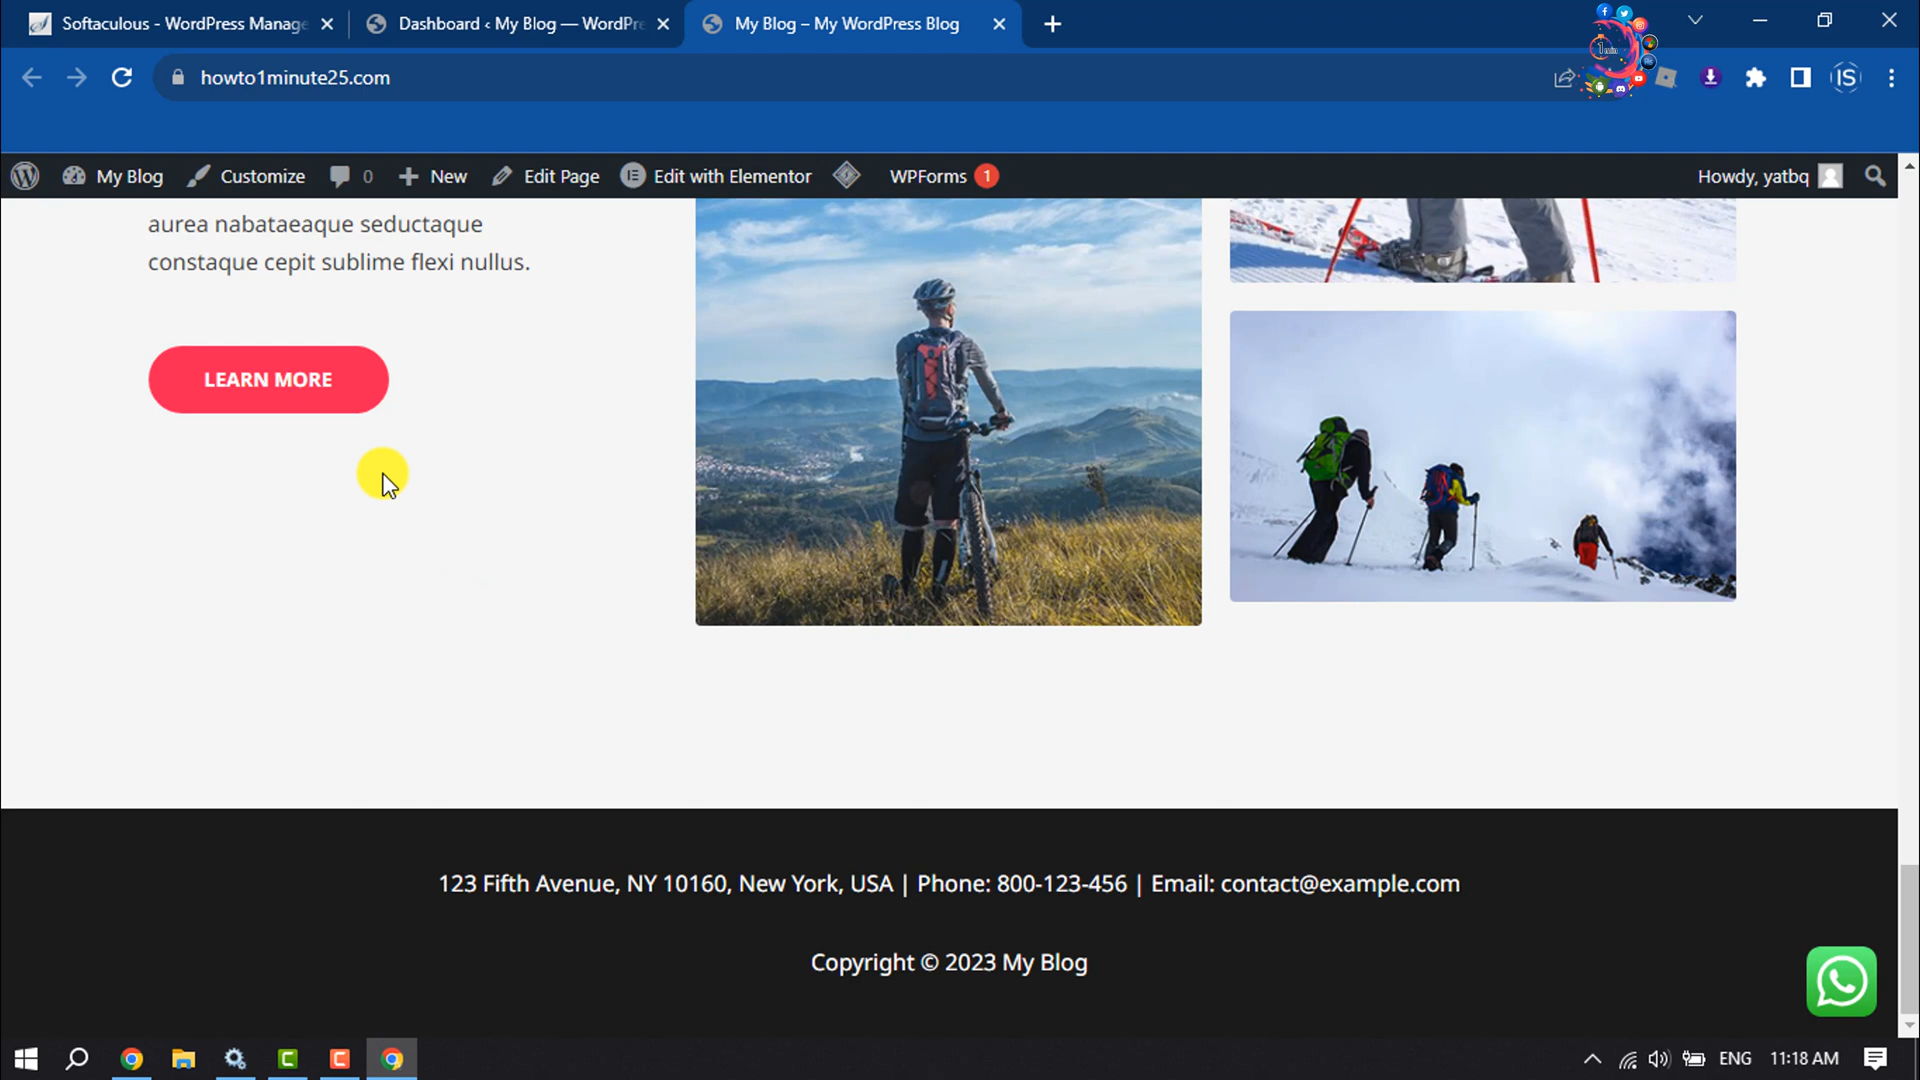 Softaculous - WordPress Manage
Dashboard ‹ My Blog — WordPre
My Blog – My WordPress Blog
howto1minute25.com
1min
IS
My Blog
Customize
0
New
Edit Page
Edit with Elementor
WPForms 1
Howdy, yatbq
aurea nabataeaque seductaque
constaque cepit sublime flexi nullus.
LEARN MORE
123 Fifth Avenue, NY 10160, New York, USA | Phone: 800-123-456 | Email: contact@example.com
Copyright © 2023 My Blog
ENG
11:18 AM